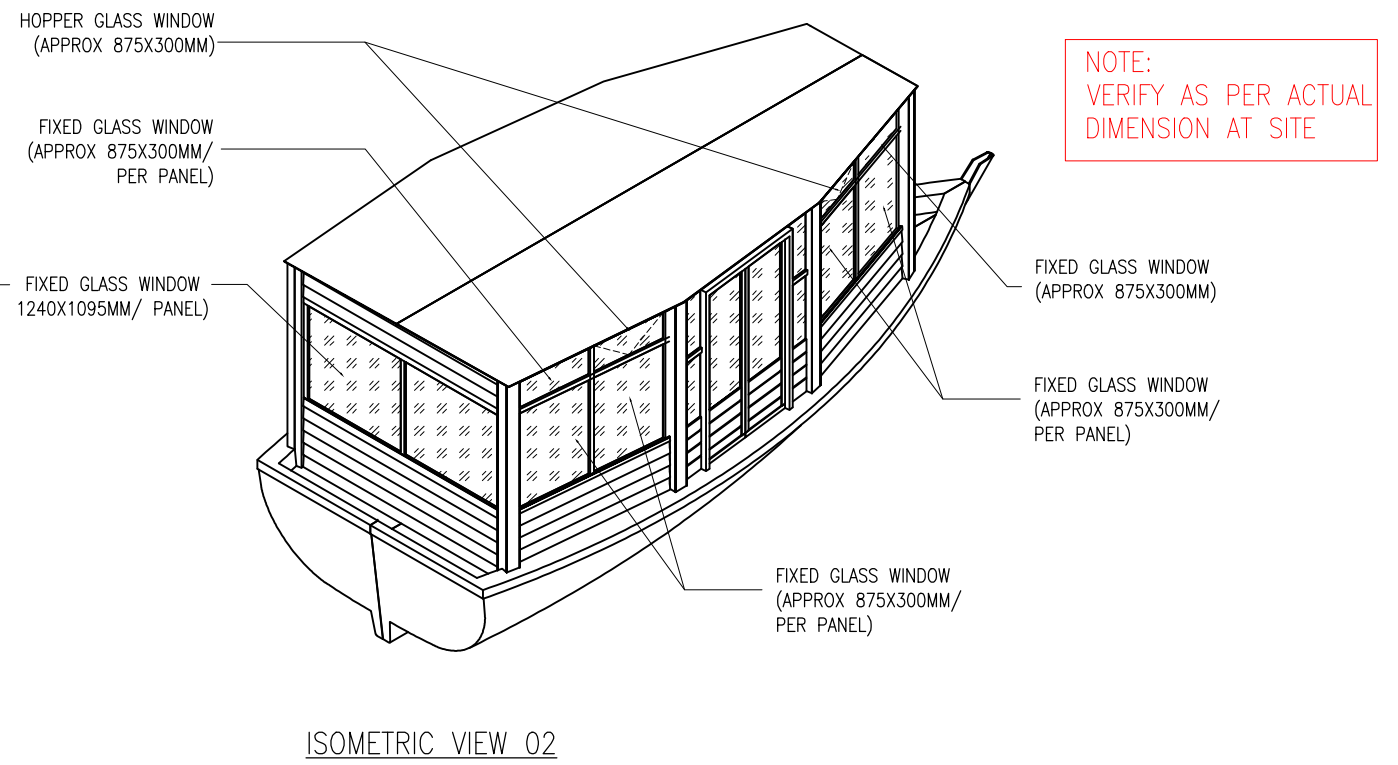 HOPPER GLASS WINDOW
(APPROX 875X300MM)
FIXED GLASS WINDOW
(APPROX 875X300MM/
PER PANEL)
FIXED GLASS WINDOW
1240X1095MM/ PANEL)
NOTE:
VERIFY AS PER ACTUAL
DIMENSION AT SITE
FIXED GLASS WINDOW
(APPROX 875X300MM)
FIXED GLASS WINDOW
(APPROX 875X300MM/
PER PANEL)
FIXED GLASS WINDOW
(APPROX 875X300MM/
PER PANEL)
ISOMETRIC VIEW 02